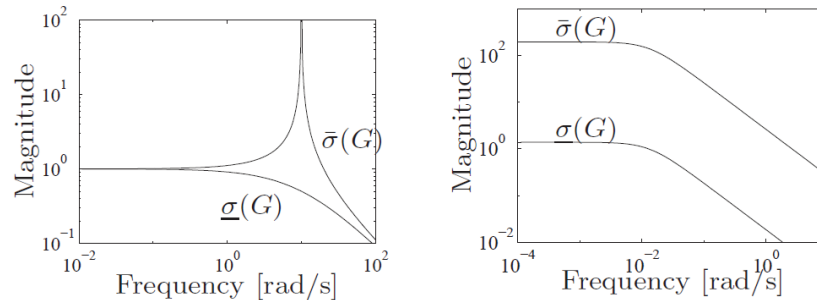 10^2
10^1
10^0
10^{-1}
Magnitude
σ̄(G)
σ̲(G)
10^{-2} 10^0 10^2
Frequency [rad/s]
10^2
10^0
10^{-2}
Magnitude
σ̄(G)
σ̲(G)
10^{-4} 10^{-2} 10^0
Frequency [rad/s]